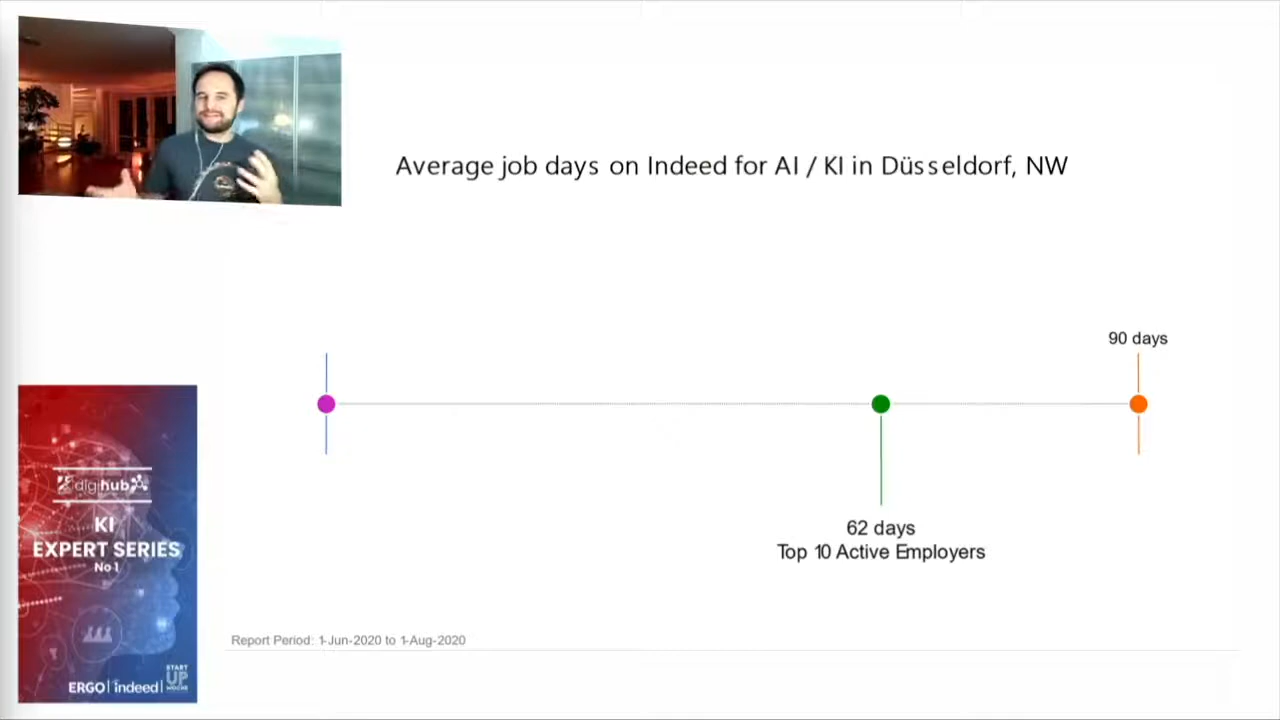 Average job days on Indeed for AI / KI in Düsseldorf, NW
90 days
62 days
Top 10 Active Employers
digihub
KI
EXPERT SERIES
No 1
Report Period: 1-Jun-2020 to 1-Aug-2020
START
UP
WOCHE
ERGO | indeed |